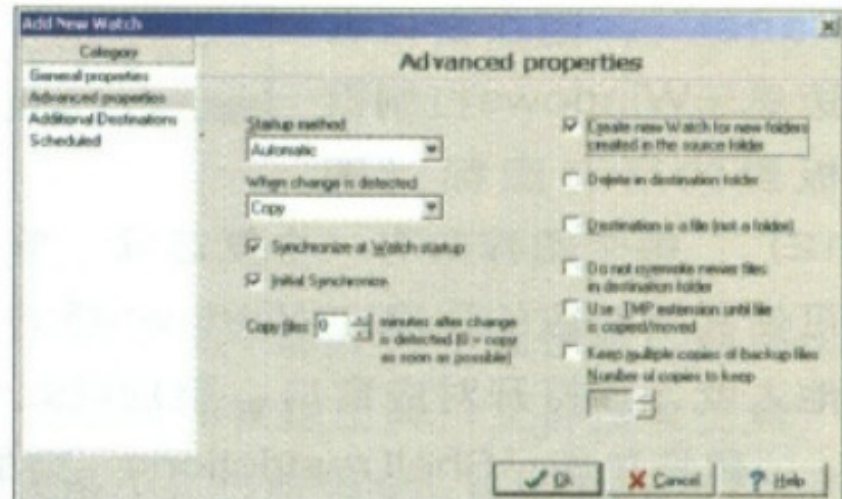 Add New Watch
Category
General properties
Advanced properties
Additional Destinations
Scheduled
Advanced properties
Startup method
Automatic
When change is detected
Copy
Synchronize at Watch startup
Initial Synchronize
Copy files 0 minutes after change
is detected (0 = copy
as soon as possible)
Create new Watch for new folders
created in the source folder
Delete in destination folder
Destination is a file (not a folder)
Do not overwrite newer files
in destination folder
Use .TMP extension until file
is copied/moved
Keep multiple copies of backup files
Number of copies to keep
Ok
Cancel
Help